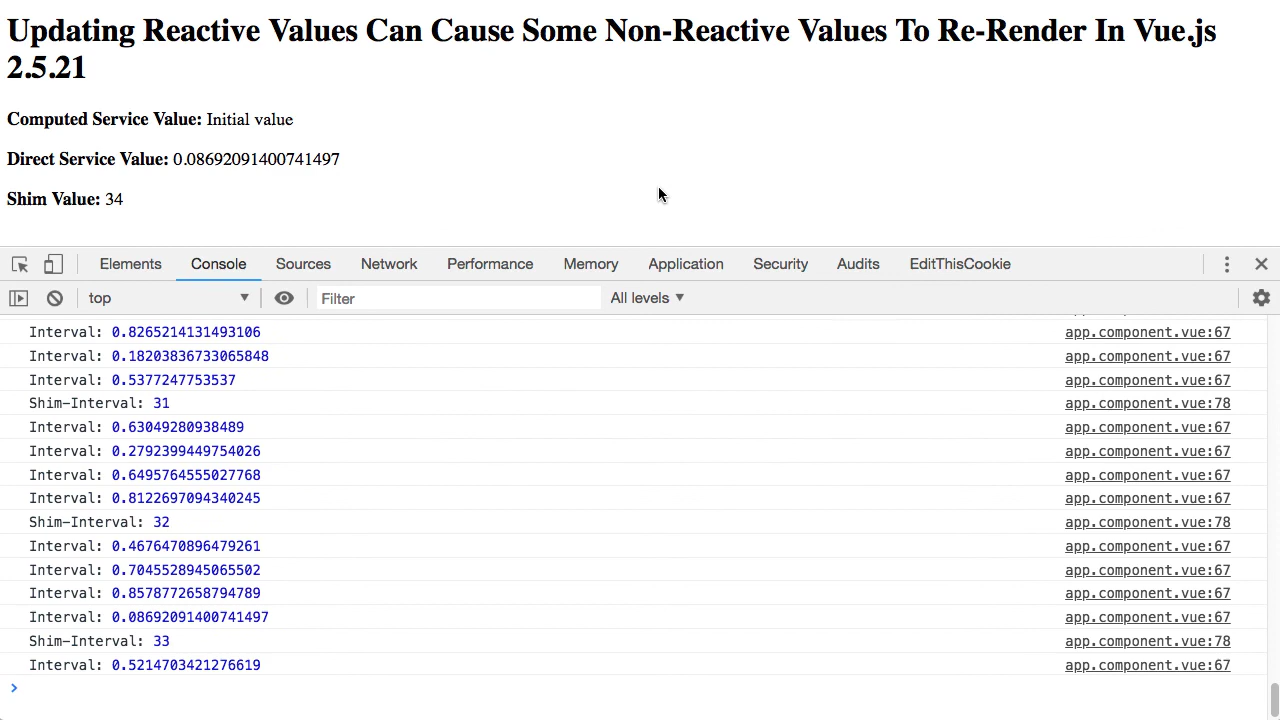 Updating Reactive Values Can Cause Some Non-Reactive Values To Re-Render In Vue.js
2.5.21
Computed Service Value: Initial value
Direct Service Value: 0.08692091400741497
Shim Value: 34
Elements Console Sources Network Performance Memory Application Security Audits EditThisCookie
top Filter All levels
Interval: 0.8265214131493106 app.component.vue:67
Interval: 0.18203836733065848 app.component.vue:67
Interval: 0.5377247753537 app.component.vue:67
Shim-Interval: 31 app.component.vue:78
Interval: 0.63049280938489 app.component.vue:67
Interval: 0.2792399449754026 app.component.vue:67
Interval: 0.6495764555027768 app.component.vue:67
Interval: 0.8122697094340245 app.component.vue:67
Shim-Interval: 32 app.component.vue:78
Interval: 0.4676470896479261 app.component.vue:67
Interval: 0.7045528945065502 app.component.vue:67
Interval: 0.8578772658794789 app.component.vue:67
Interval: 0.08692091400741497 app.component.vue:67
Shim-Interval: 33 app.component.vue:78
Interval: 0.5214703421276619 app.component.vue:67